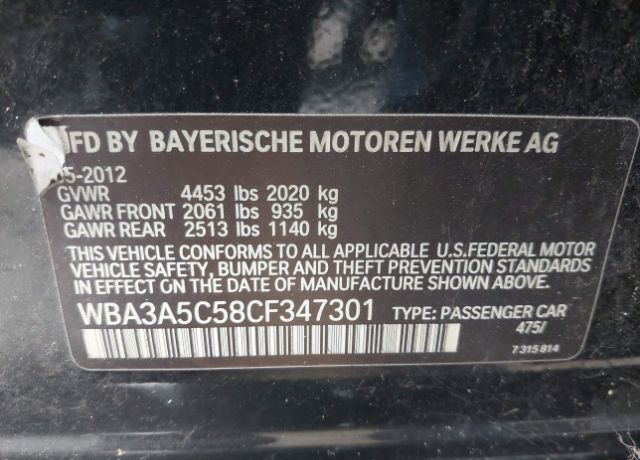 MFD BY BAYERISCHE MOTOREN WERKE AG
05-2012
GVWR 4453 lbs 2020 kg
GAWR FRONT 2061 lbs 935 kg
GAWR REAR 2513 lbs 1140 kg
THIS VEHICLE CONFORMS TO ALL APPLICABLE U.S.FEDERAL MOTOR
VEHICLE SAFETY, BUMPER AND THEFT PREVENTION STANDARDS
IN EFFECT ON THE DATE OF MANUFACTURE SHOWN ABOVE.
WBA3A5C58CF347301 TYPE: PASSENGER CAR
475/
7 315 814